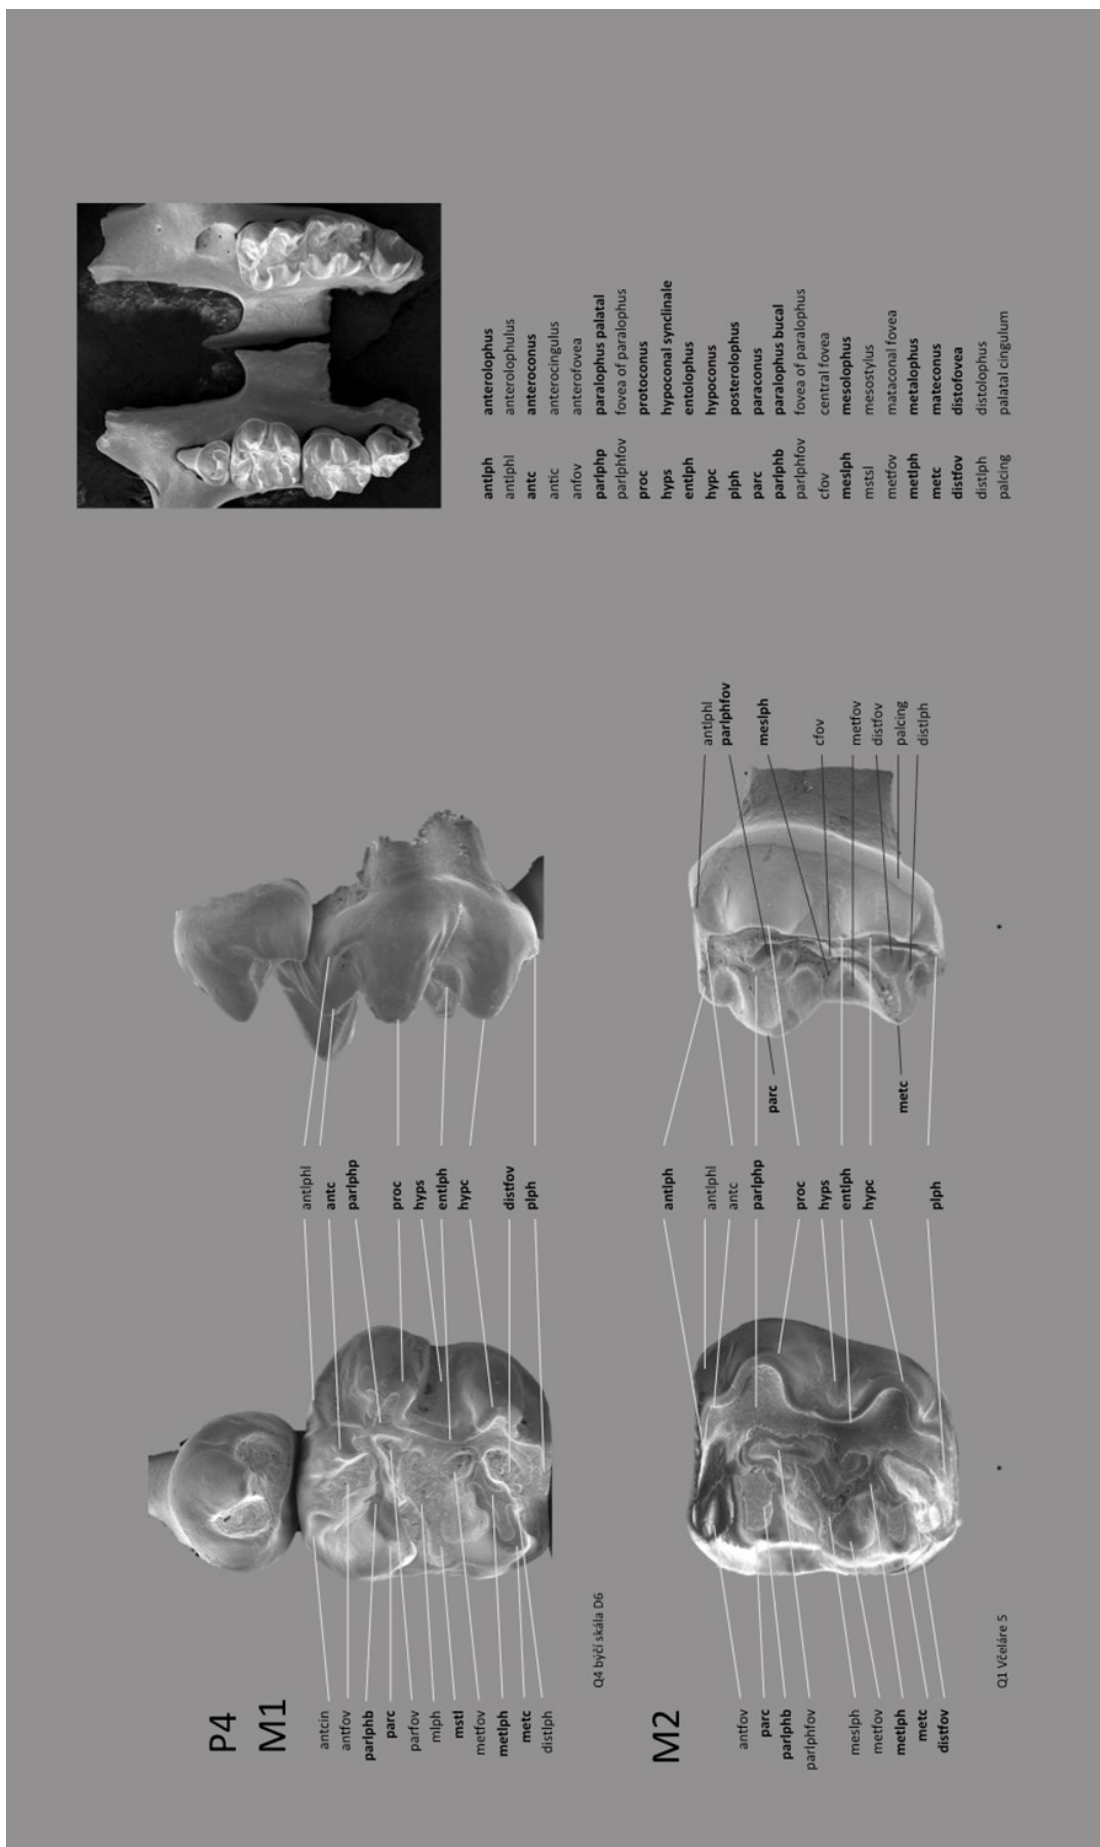 P4
M1
antcin
antfov
parlphb
parc
parfov
mlph
mstl
metfov
metlph
metc
distlph
antlphl
antc
parlphp
proc
hyps
entlph
hypc
distfov
plph
Q4 býčí skála D6
M2
antfov
parc
parlphb
parlphfov
meslph
metfov
metlph
metc
distfov
antlph
antlphl
antc
parlphp
proc
hyps
entlph
hypc
plph
parc
metc
antlphl
parlphfov
meslph
cfov
metfov
distfov
palcing
distlph
Q1 Včeláre 5
*
*
antlph anterolophus
antlphl anterolophulus
antc anteroconus
antic anterocingulus
anfov anterofovea
parlphp paralophus palatal
parlphfov fovea of paralophus
proc protoconus
hyps hypoconal synclinale
entlph entolophus
hypc hypoconus
plph posterolophus
parc paraconus
parlphb paralophus bucal
parlphfov fovea of paralophus
cfov central fovea
meslph mesolophus
mstsl mesostylus
metfov mataconal fovea
metlph metalophus
metc mateconus
distfov distofovea
distlph distolophus
palcing palatal cingulum